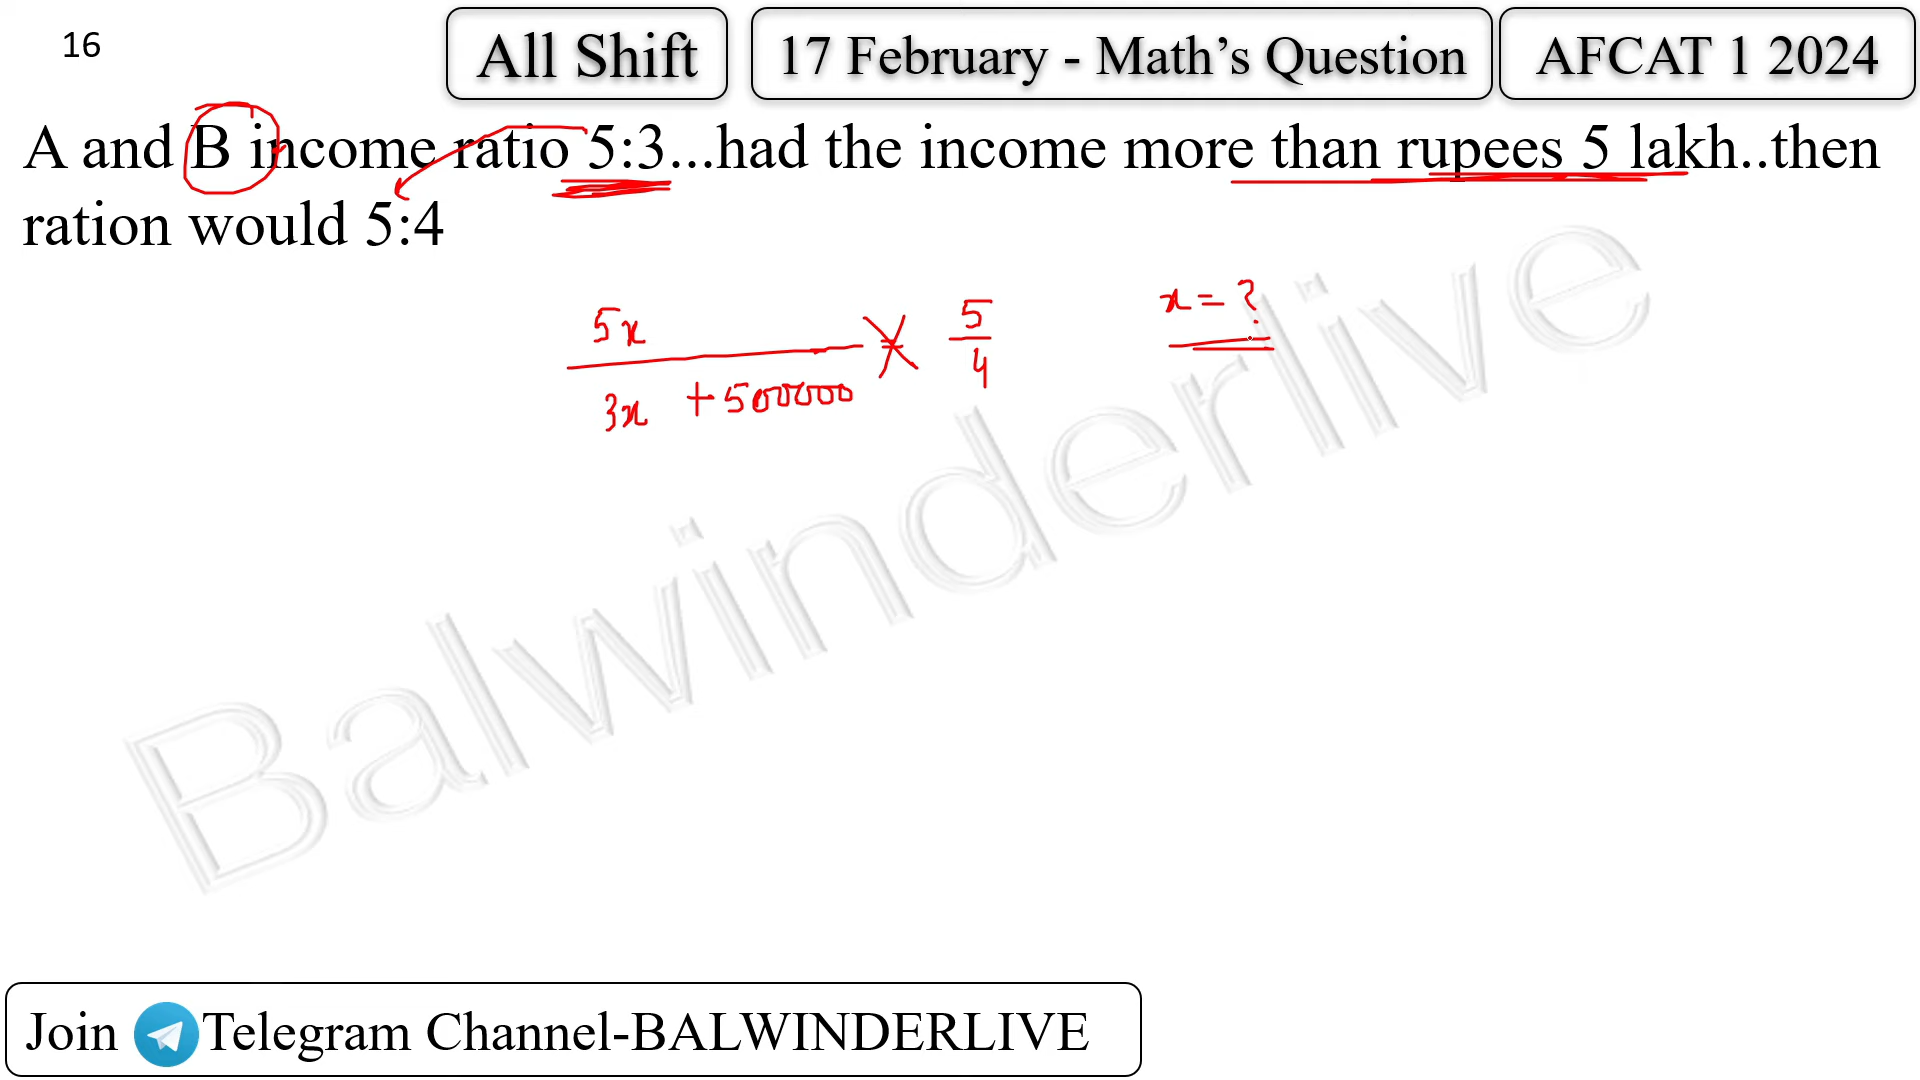 16
All Shift
17 February - Math’s Question
AFCAT 1 2024
A and B income ratio 5:3...had the income more than rupees 5 lakh..then
ration would 5:4
5x
3x + 500000
=
5
4
x = ?
Balwinderlive
Join Telegram Channel-BALWINDERLIVE